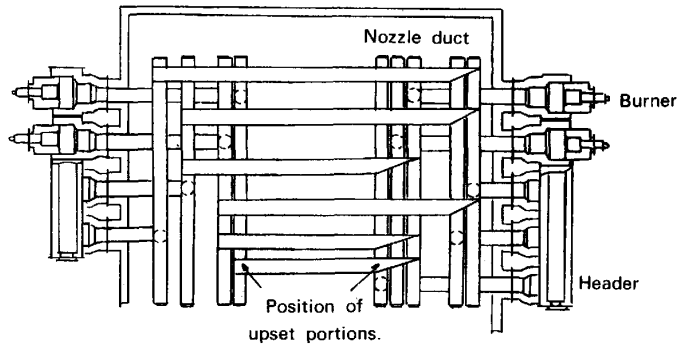 Nozzle duct
Burner
Header
Position of
upset portions.